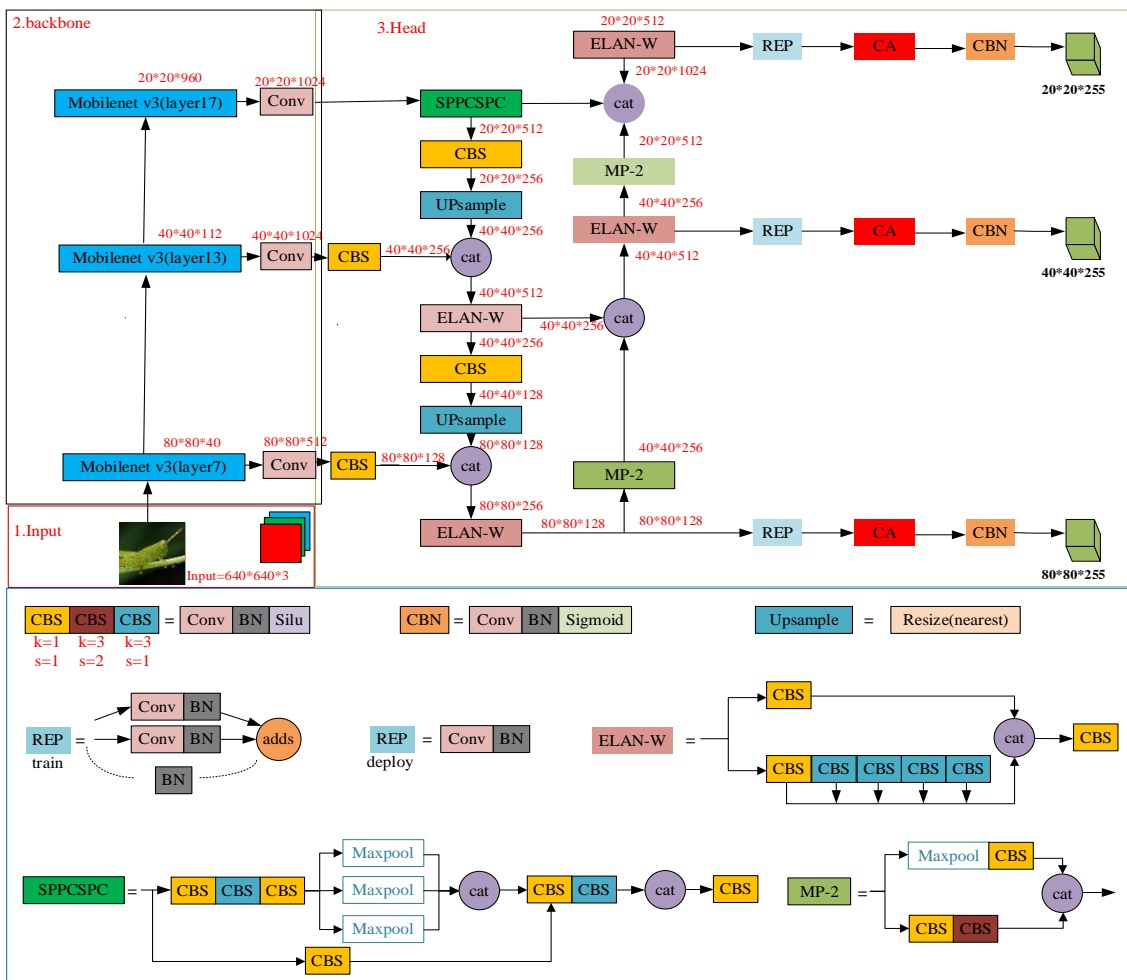 2.backbone
3.Head
20*20*512
ELAN-W
REP
CA
CBN
20*20*255
20*20*1024
20*20*960
20*20*1024
Mobilenet v3(layer17)
Conv
SPPCSPC
cat
20*20*512
CBS
20*20*512
MP-2
20*20*256
UPsample
40*40*256
40*40*256
ELAN-W
REP
CA
CBN
40*40*255
40*40*512
40*40*112
40*40*1024
Mobilenet v3(layer13)
Conv
CBS
40*40*256
cat
40*40*512
ELAN-W
40*40*256
cat
40*40*256
CBS
40*40*128
UPsample
80*80*128
40*40*256
MP-2
80*80*40
80*80*512
Mobilenet v3(layer7)
Conv
CBS
80*80*128
cat
80*80*256
ELAN-W
80*80*128
80*80*128
REP
CA
CBN
80*80*255
1.Input
Input=640*640*3
CBS CBS CBS = Conv BN Silu
k=1 k=3 k=3
s=1 s=2 s=1
CBN = Conv BN Sigmoid
Upsample = Resize(nearest)
Conv BN
REP = Conv BN adds
train
BN
REP = Conv BN
deploy
CBS
ELAN-W = cat CBS
CBS CBS CBS CBS CBS
Maxpool
SPPCSPC = CBS CBS CBS Maxpool cat CBS CBS cat CBS
Maxpool
CBS
Maxpool CBS
MP-2 = cat
CBS CBS